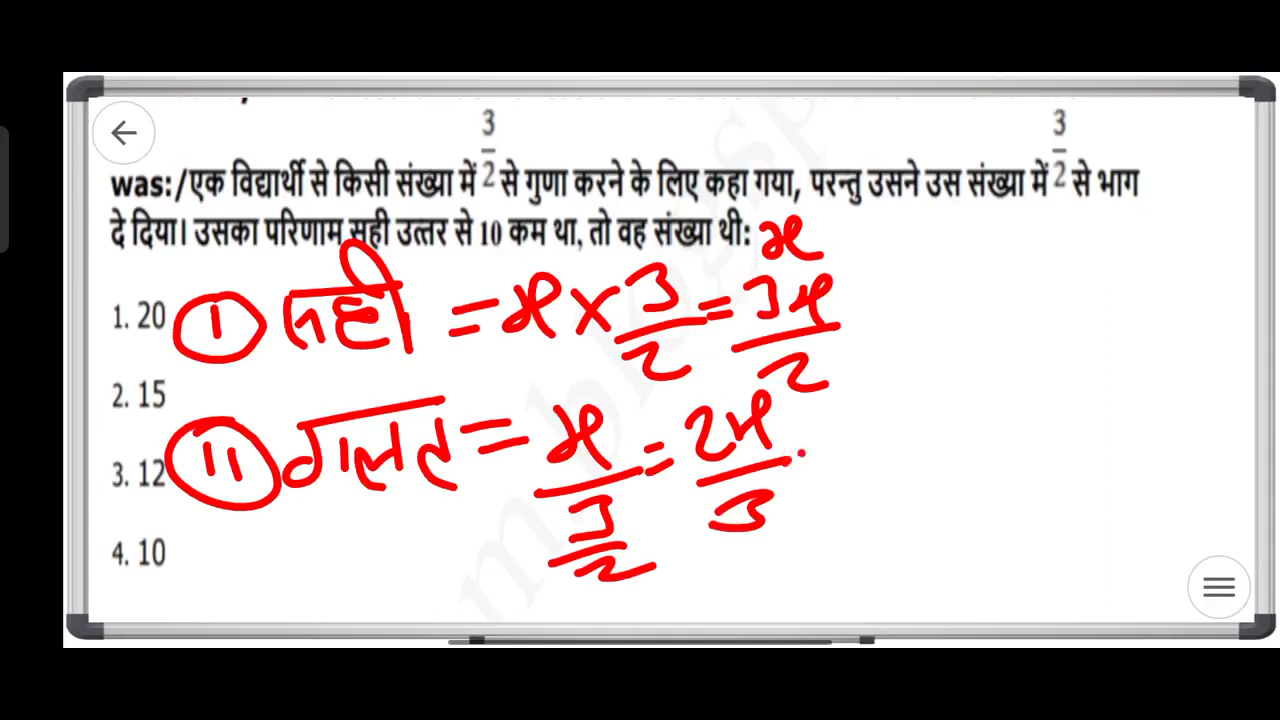 was:/एक विद्यार्थी से किसी संख्या में 3/2 से गुणा करने के लिए कहा गया, परन्तु उसने उस संख्या में 3/2 से भाग
दे दिया। उसका परिणाम सही उत्तर से 10 कम था, तो वह संख्या थी: x
1. 20 ① सही = x × 3/2 = 3x/2
2. 15
3. 12 ⑪ गलत = x/(3/2) = 2x/3
4. 10